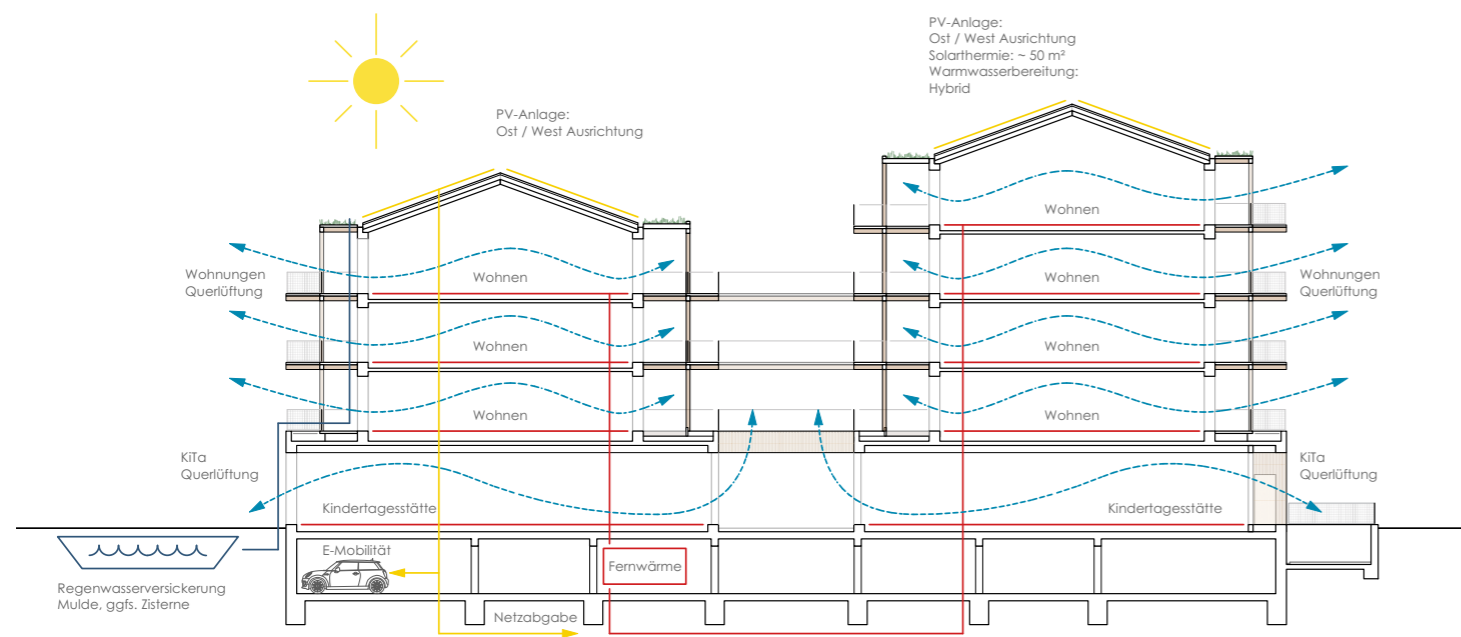 PV-Anlage:
Ost / West Ausrichtung
Solarthermie: ~ 50 m²
Warmwasserbereitung:
Hybrid
PV-Anlage:
Ost / West Ausrichtung
Wohnen
Wohnungen
Querlüftung
Wohnen
Wohnen
Wohnungen
Querlüftung
Wohnen
Wohnen
Wohnen
Wohnen
KiTa
Querlüftung
KiTa
Querlüftung
Kindertagesstätte
Kindertagesstätte
E-Mobilität
Fernwärme
Regenwasserversickerung
Mulde, ggfs. Zisterne
Netzabgabe